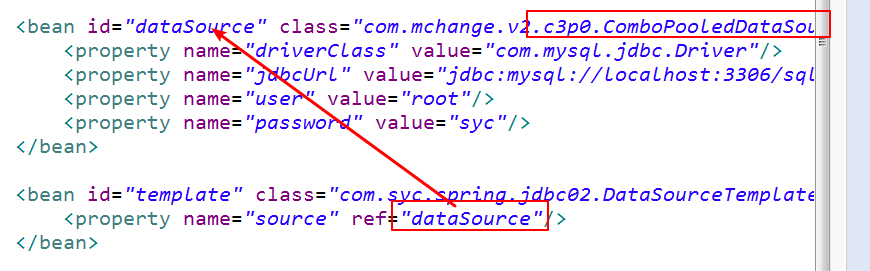 <bean id="dataSource" class="com.mchange.v2.c3p0.ComboPooledDataSou
<property name="driverClass" value="com.mysql.jdbc.Driver"/>
<property name="jdbcUrl" value="jdbc:mysql://localhost:3306/sql
<property name="user" value="root"/>
<property name="password" value="syc"/>
</bean>
<bean id="template" class="com.syc.spring.jdbc02.DataSourceTemplate
<property name="source" ref="dataSource"/>
</bean>